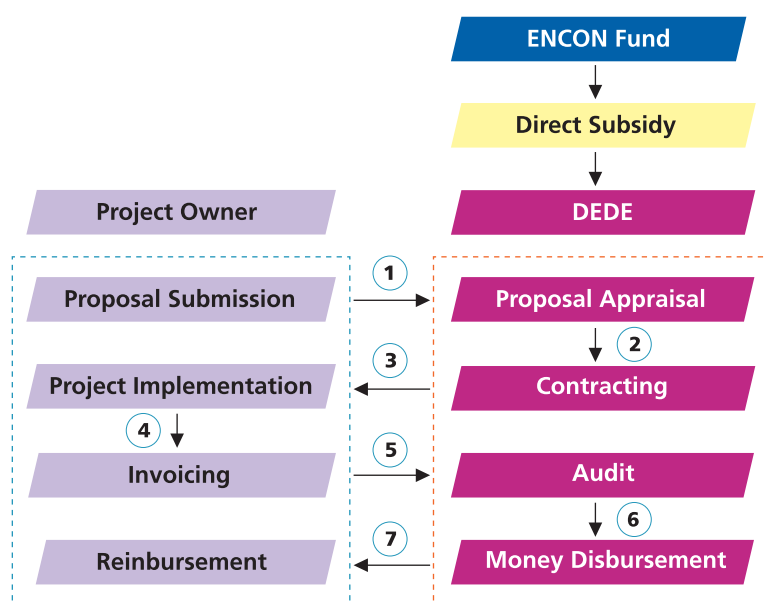 ENCON Fund
Direct Subsidy
Project Owner
DEDE
1
Proposal Submission
Proposal Appraisal
2
3
Project Implementation
Contracting
4
5
Invoicing
Audit
6
7
Reinbursement
Money Disbursement